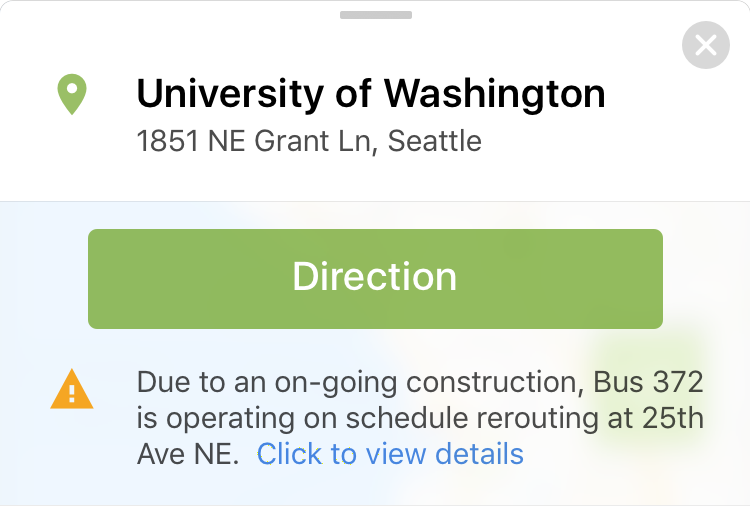 University of Washington
1851 NE Grant Ln, Seattle
Direction
Due to an on-going construction, Bus 372
is operating on schedule rerouting at 25th
Ave NE. Click to view details